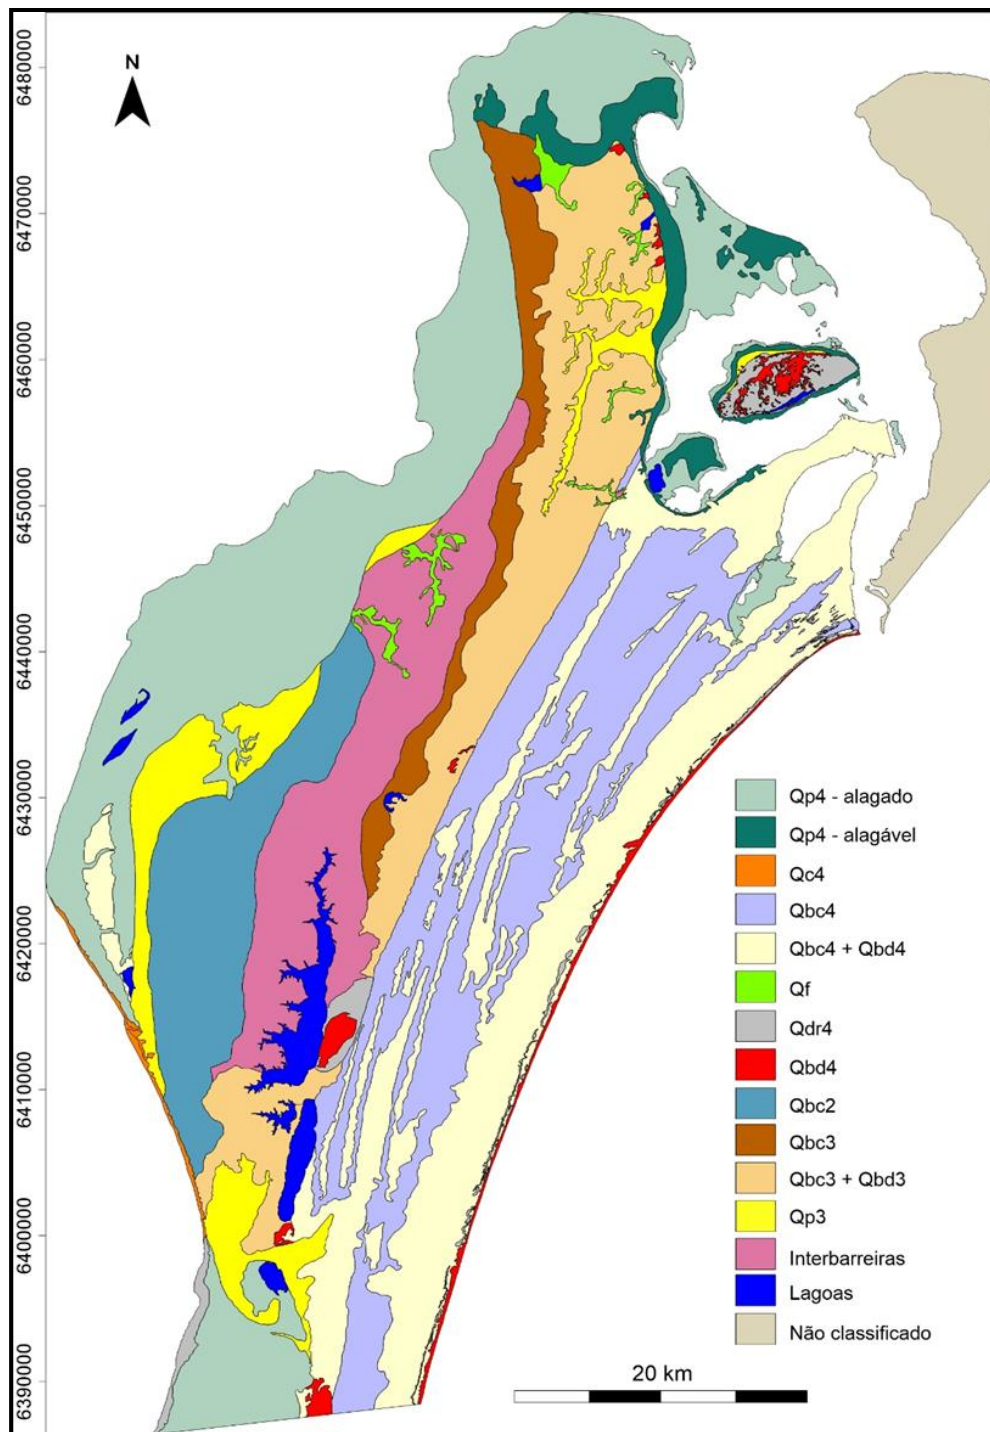 N
6480000
6470000
6460000
6450000
6440000
6430000
6420000
6410000
6400000
6390000
Qp4 - alagado
Qp4 - alagável
Qc4
Qbc4
Qbc4 + Qbd4
Qf
Qdr4
Qbd4
Qbc2
Qbc3
Qbc3 + Qbd3
Qp3
Interbarreiras
Lagoas
Não classificado
20 km